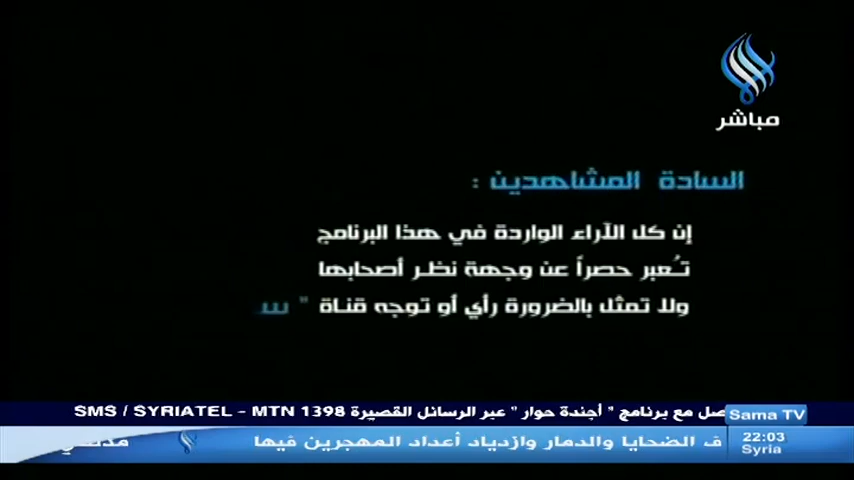 مباشر
السادة المشاهدين :
إن كل الآراء الواردة في هذا البرنامج
تُعبر حصراً عن وجهة نظر أصحابها
ولا تمثل بالضرورة رأي أو توجه قناة "
صل مع برنامج " أجندة حوار " عبر الرسائل القصيرة SMS / SYRIATEL - MTN 1398
Sama TV
ف الضحايا والدمار وازدياد أعداد المهجرين فيها
22:03
Syria